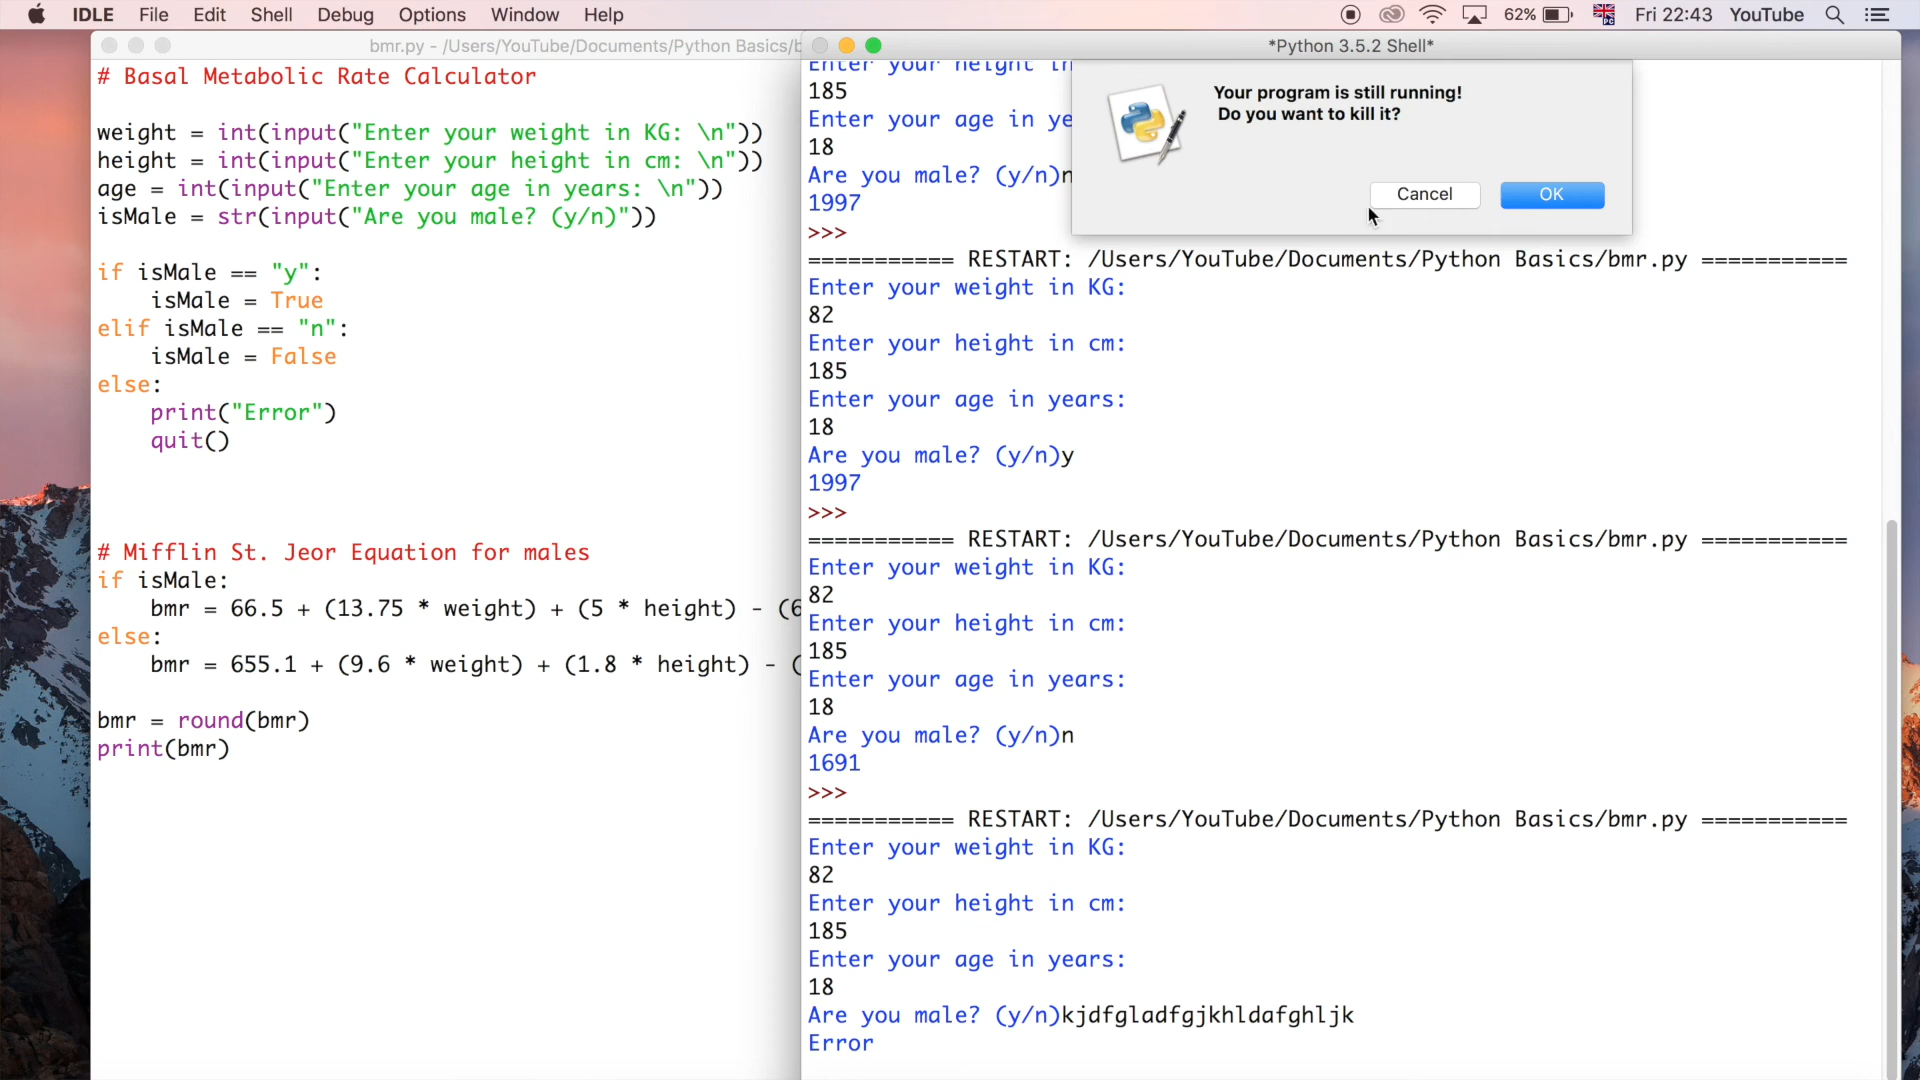 IDLE File Edit Shell Debug Options Window Help 62% Fri 22:43 YouTube
bmr.py - /Users/YouTube/Documents/Python Basics/b
# Basal Metabolic Rate Calculator
weight = int(input("Enter your weight in KG: \n"))
height = int(input("Enter your height in cm: \n"))
age = int(input("Enter your age in years: \n"))
isMale = str(input("Are you male? (y/n)"))
if isMale == "y":
isMale = True
elif isMale == "n":
isMale = False
else:
print("Error")
quit()
# Mifflin St. Jeor Equation for males
if isMale:
bmr = 66.5 + (13.75 * weight) + (5 * height) - (6
else:
bmr = 655.1 + (9.6 * weight) + (1.8 * height) - (
bmr = round(bmr)
print(bmr)
*Python 3.5.2 Shell*
Enter your height in
185
Enter your age in ye
18
Are you male? (y/n)n
1997
>>>
=========== RESTART: /Users/YouTube/Documents/Python Basics/bmr.py ===========
Enter your weight in KG:
82
Enter your height in cm:
185
Enter your age in years:
18
Are you male? (y/n)y
1997
>>>
=========== RESTART: /Users/YouTube/Documents/Python Basics/bmr.py ===========
Enter your weight in KG:
82
Enter your height in cm:
185
Enter your age in years:
18
Are you male? (y/n)n
1691
>>>
=========== RESTART: /Users/YouTube/Documents/Python Basics/bmr.py ===========
Enter your weight in KG:
82
Enter your height in cm:
185
Enter your age in years:
18
Are you male? (y/n)kjdfgladfgjkhldafghljk
Error
Your program is still running!
Do you want to kill it?
Cancel OK